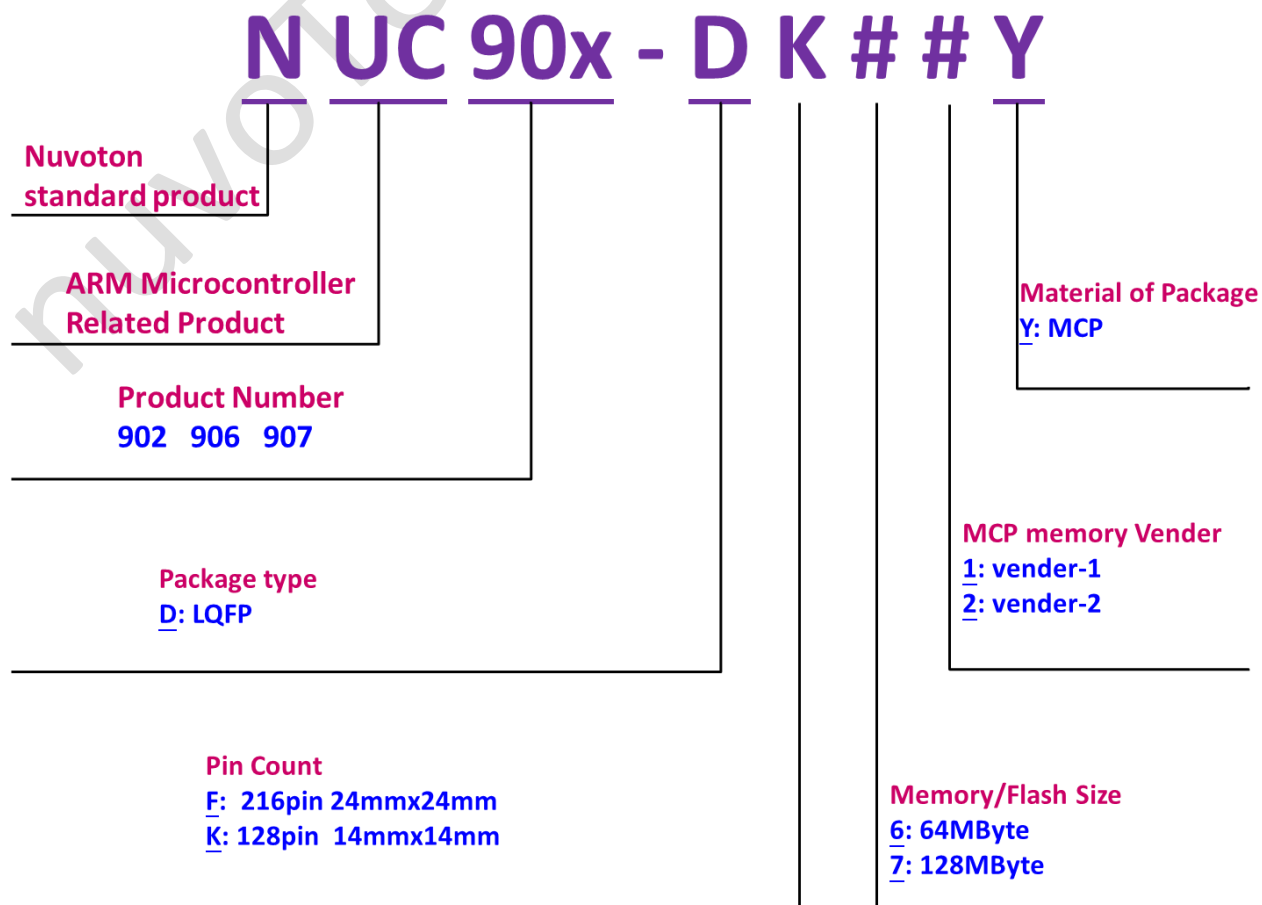 N UC 90x - D K # # Y
Nuvoton
standard product
ARM Microcontroller
Related Product
Material of Package
Y: MCP
Product Number
902 906 907
MCP memory Vender
1: vender-1
2: vender-2
Package type
D: LQFP
Pin Count
F: 216pin 24mmx24mm
K: 128pin 14mmx14mm
Memory/Flash Size
6: 64MByte
7: 128MByte
nuvoTo